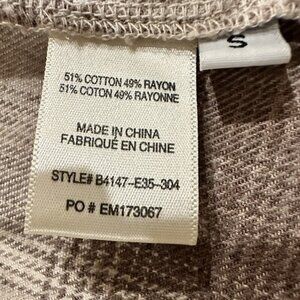 51% COTTON 49% RAYON
51% COTTON 49% RAYONNE
MADE IN CHINA
FABRIQUÉ EN CHINE
STYLE# B4147-E35-304
PO # EM173067
S